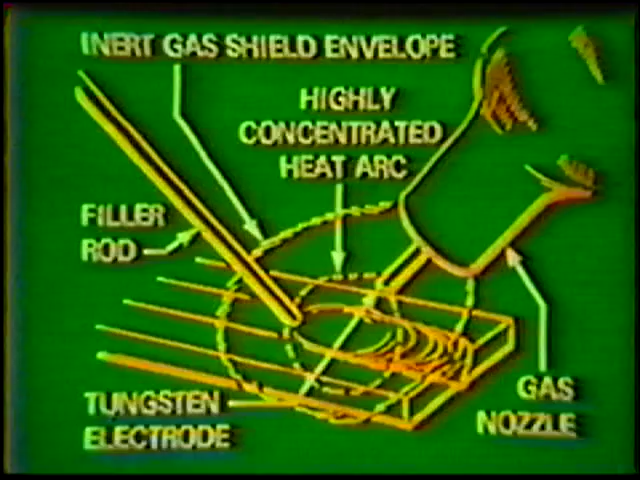 INERT GAS SHIELD ENVELOPE
HIGHLY
CONCENTRATED
HEAT ARC
FILLER
ROD
TUNGSTEN
ELECTRODE
GAS
NOZZLE